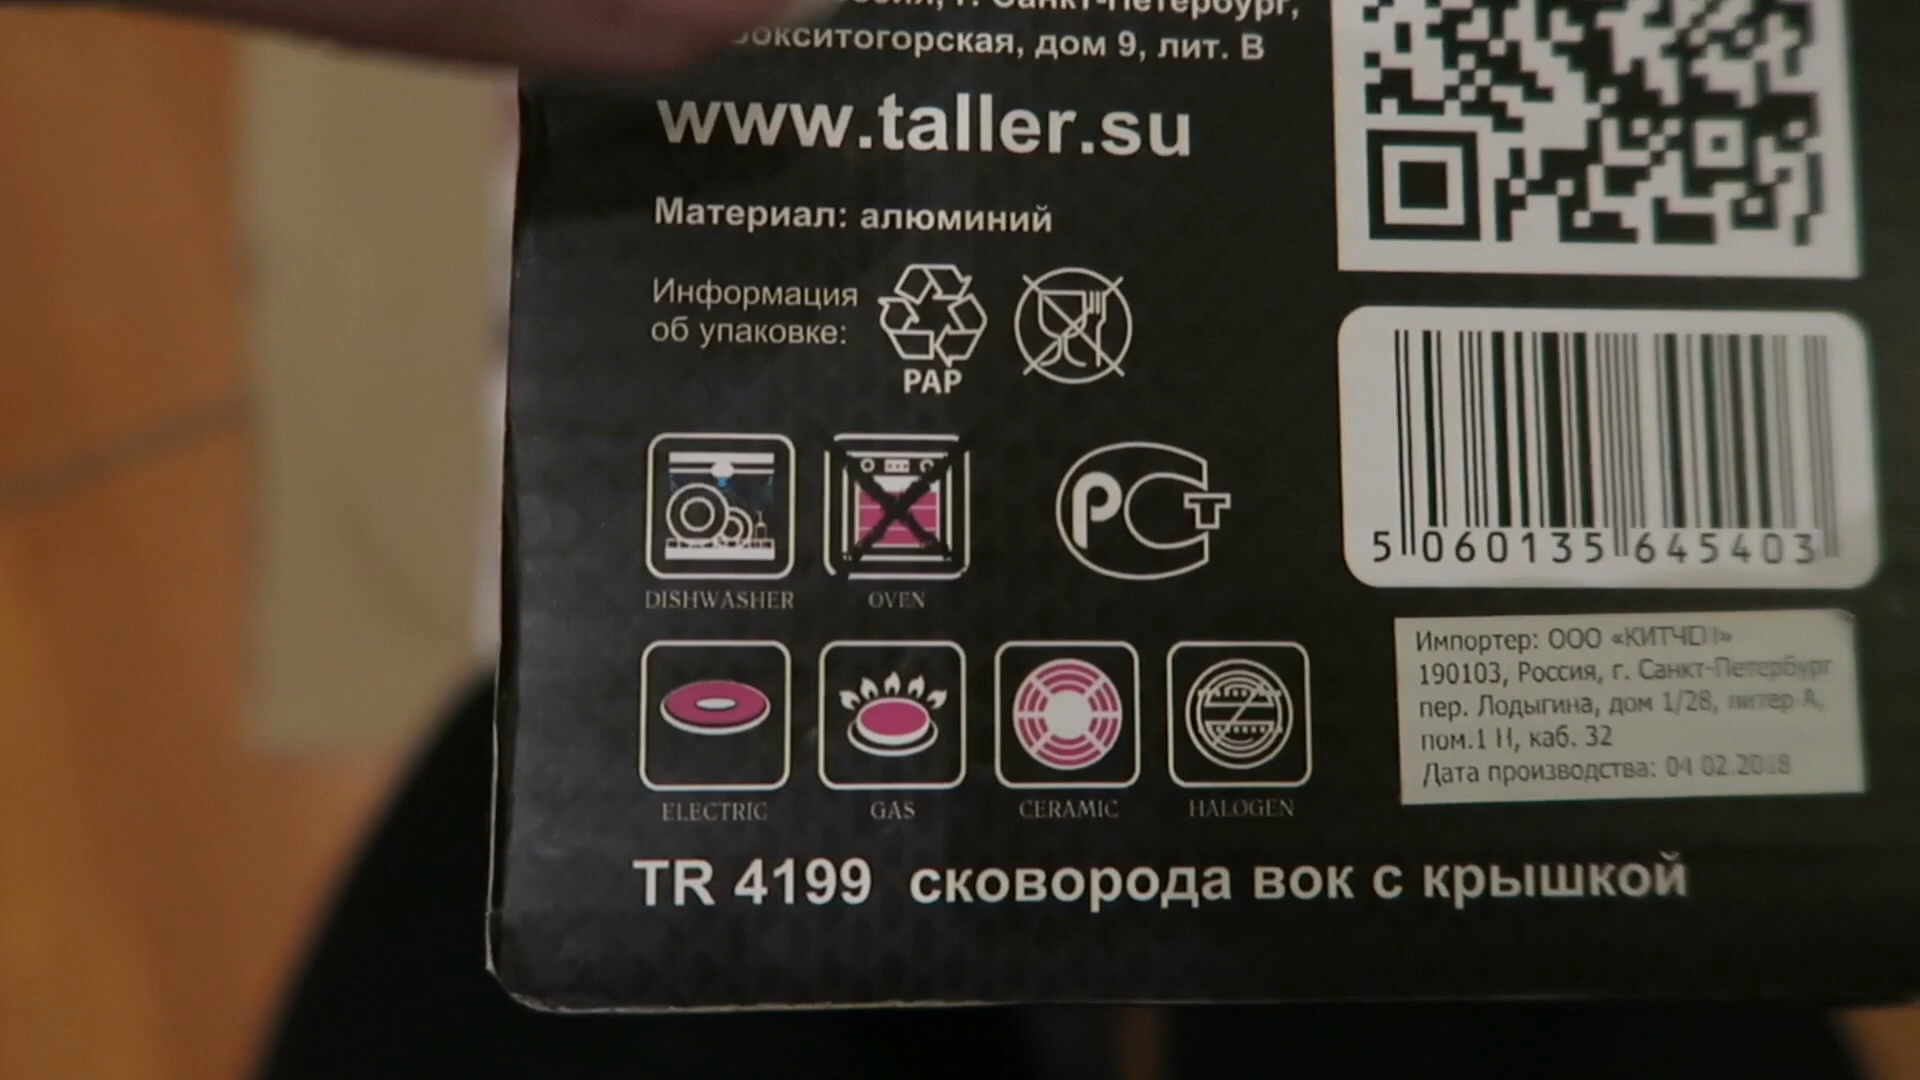 г. Санкт-Петербург,
окситогорская, дом 9, лит. В
www.taller.su
Материал: алюминий
Информация
об упаковке:
PAP
РСТ
DISHWASHER OVEN
ELECTRIC GAS CERAMIC HALOGEN
5 060135 645403
Импортер: ООО «КИТЧЕН»
190103, Россия, г. Санкт-Петербург
пер. Лодыгина, дом 1/28, литер А,
пом.1 Н, каб. 32
Дата производства: 04 02.2018
TR 4199 сковорода вок с крышкой